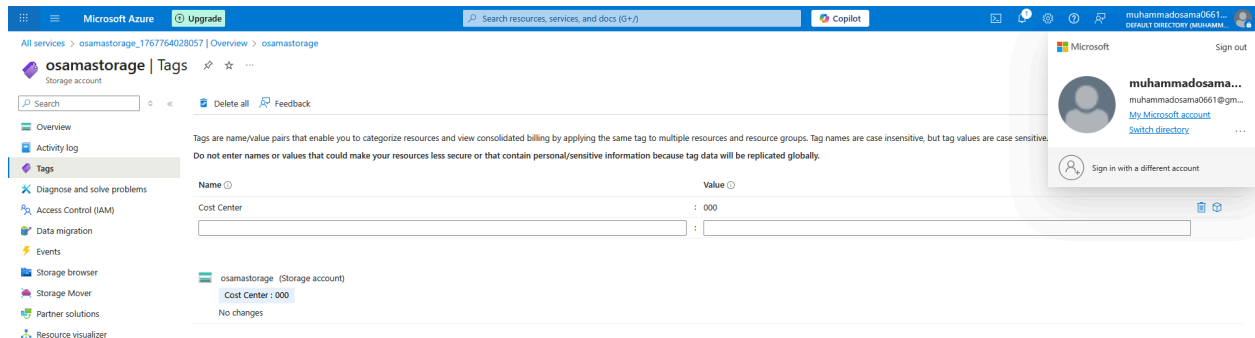 Microsoft Azure
Upgrade
Search resources, services, and docs (G+/)
Copilot
muhammadosama0661...
DEFAULT DIRECTORY (MUHAMM...
All services > osamastorage_1767764028057 | Overview > osamastorage
osamastorage | Tags
Storage account
Search
Overview
Activity log
Tags
Diagnose and solve problems
Access Control (IAM)
Data migration
Events
Storage browser
Storage Mover
Partner solutions
Resource visualizer
Delete all
Feedback
Tags are name/value pairs that enable you to categorize resources and view consolidated billing by applying the same tag to multiple resources and resource groups. Tag names are case insensitive, but tag values are case sensitive.
Do not enter names or values that could make your resources less secure or that contain personal/sensitive information because tag data will be replicated globally.
Name Value
Cost Center : 000
:
osamastorage (Storage account)
Cost Center : 000
No changes
Microsoft
Sign out
muhammadosama...
muhammadosama0661@gm...
My Microsoft account
Switch directory
...
Sign in with a different account